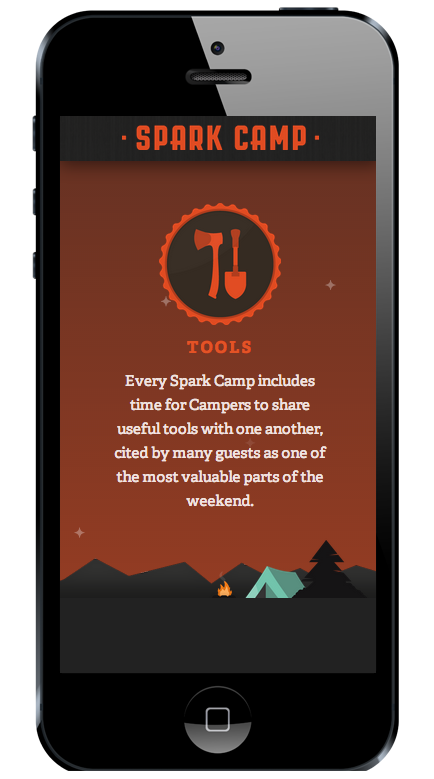 · SPARK CAMP ·
TOOLS
Every Spark Camp includes
time for Campers to share
useful tools with one another,
cited by many guests as one of
the most valuable parts of the
weekend.